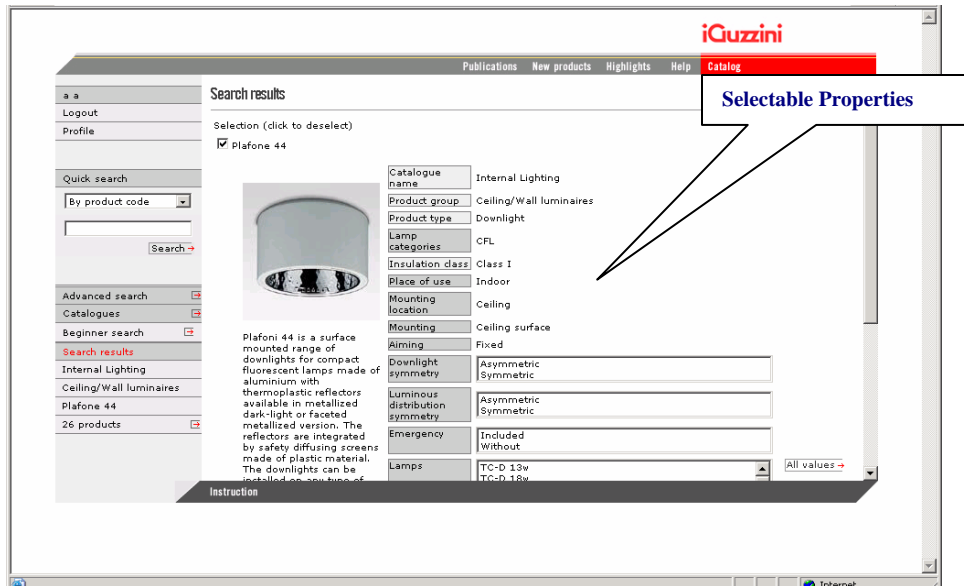 iGuzzini
Publications New products Highlights Help Catalog
Selectable Properties
a a
Logout
Profile
Quick search
By product code
Search
Advanced search
Catalogues
Beginner search
Search results
Internal Lighting
Ceiling/Wall luminaires
Plafone 44
26 products
Search results
Selection (click to deselect)
Plafone 44
Plafoni 44 is a surface
mounted range of
downlights for compact
fluorescent lamps made of
aluminium with
thermoplastic reflectors
available in metallized
dark-light or faceted
metallized version. The
reflectors are integrated
by safety diffusing screens
made of plastic material.
The downlights can be
installed on any type of
Catalogue
name
Internal Lighting
Product group Ceiling/Wall luminaires
Product type Downlight
Lamp
categories
CFL
Insulation class Class I
Place of use Indoor
Mounting
location
Ceiling
Mounting Ceiling surface
Aiming Fixed
Downlight
symmetry
Asymmetric
Symmetric
Luminous
distribution
symmetry
Asymmetric
Symmetric
Emergency
Included
Without
Lamps
TC-D 13w
TC-D 18w
All values
Instruction
Internet